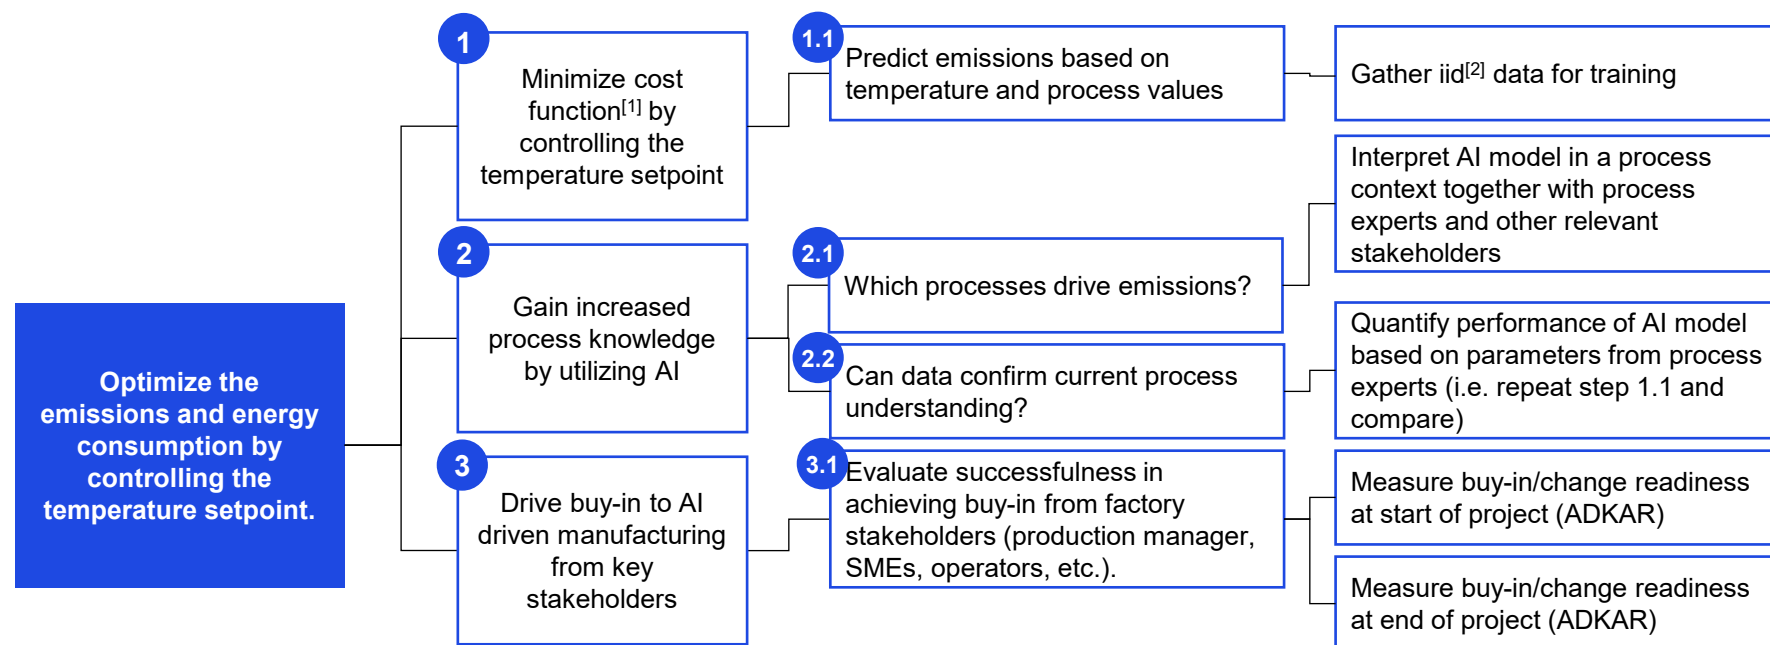 Optimize the
emissions and energy
consumption by
controlling the
temperature setpoint.
1
Minimize cost
function[1] by
controlling the
temperature setpoint
1.1
Predict emissions based on
temperature and process values
Gather iid[2] data for training
2
Gain increased
process knowledge
by utilizing AI
2.1
Which processes drive emissions?
Interpret AI model in a process
context together with process
experts and other relevant
stakeholders
2.2
Can data confirm current process
understanding?
Quantify performance of AI model
based on parameters from process
experts (i.e. repeat step 1.1 and
compare)
3
Drive buy-in to AI
driven manufacturing
from key
stakeholders
3.1
Evaluate successfulness in
achieving buy-in from factory
stakeholders (production manager,
SMEs, operators, etc.).
Measure buy-in/change readiness
at start of project (ADKAR)
Measure buy-in/change readiness
at end of project (ADKAR)